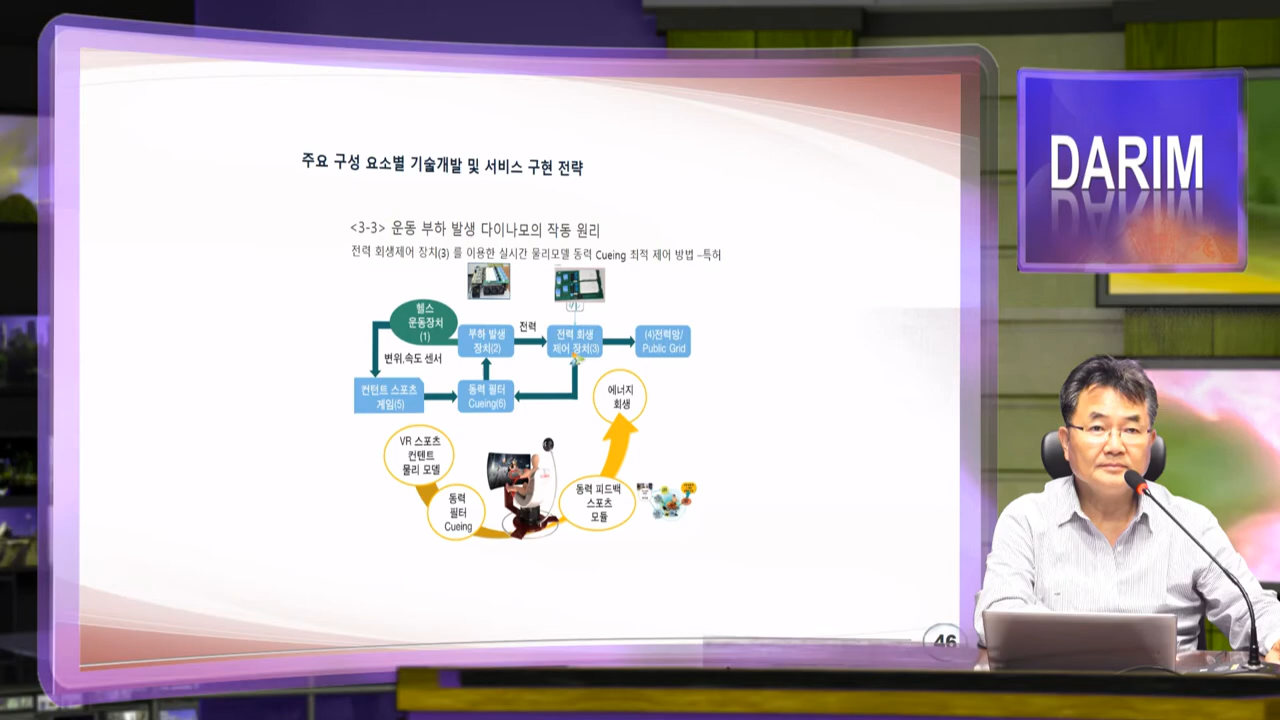 주요 구성 요소별 기술개발 및 서비스 구현 전략
DARIM
<3-3> 운동 부하 발생 다이나모의 작동 원리
전력 회생제어 장치(3) 를 이용한 실시간 물리모델 동력 Cueing 최적 제어 방법 –특허
헬스
운동장치
(1)
부하 발생
장치(2)
전력
전력 회생
제어 장치(3)
(4)전력망/
Public Grid
변위,속도 센서
컨텐트 스포츠
게임(5)
동력 필터
Cueing(6)
에너지
회생
VR 스포츠
컨텐트
물리 모델
동력
필터
Cueing
동력 피드백
스포츠
모듈
46